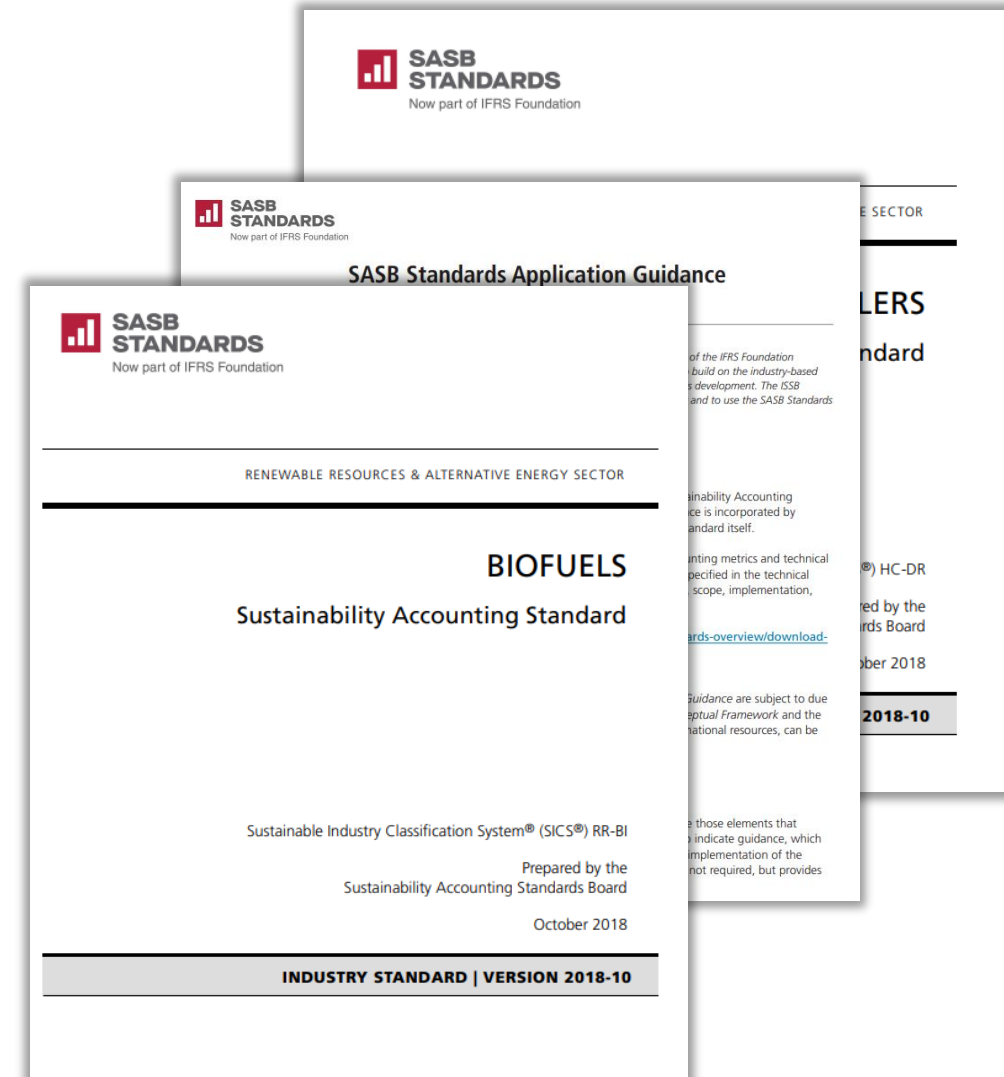 SASB
STANDARDS
Now part of IFRS Foundation
E SECTOR
LERS
ndard
®) HC-DR
red by the
rds Board
ober 2018
2018-10
SASB
STANDARDS
Now part of IFRS Foundation
SASB Standards Application Guidance
of the IFRS Foundation
build on the industry-based
s development. The ISSB
and to use the SASB Standards
ainability Accounting
ce is incorporated by
andard itself.
unting metrics and technical
pecified in the technical
scope, implementation,
ards-overview/download-
Guidance are subject to due
eptual Framework and the
national resources, can be
e those elements that
o indicate guidance, which
implementation of the
not required, but provides
SASB
STANDARDS
Now part of IFRS Foundation
RENEWABLE RESOURCES & ALTERNATIVE ENERGY SECTOR
BIOFUELS
Sustainability Accounting Standard
Sustainable Industry Classification System® (SICS®) RR-BI
Prepared by the
Sustainability Accounting Standards Board
October 2018
INDUSTRY STANDARD | VERSION 2018-10